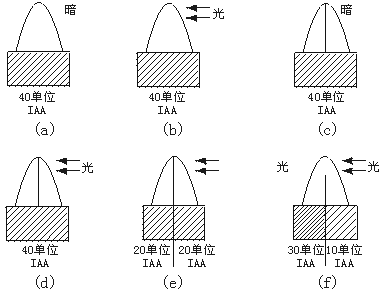 暗
40单位
IAA
(a)
光
40单位
IAA
(b)
暗
40单位
IAA
(c)
光
40单位
IAA
(d)
20单位 20单位
IAA IAA
(e)
光 光
30单位 10单位
IAA IAA
(f)